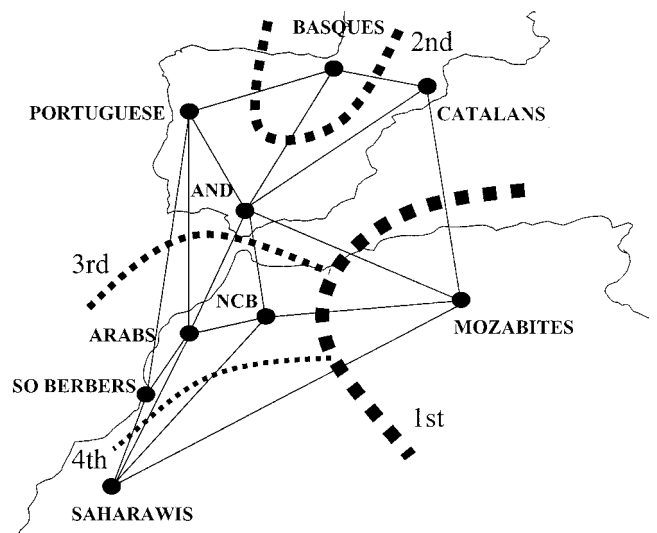 BASQUES
2nd
PORTUGUESE
CATALANS
AND
3rd
NCB
ARABS
MOZABITES
SO BERBERS
1st
4th
SAHARAWIS